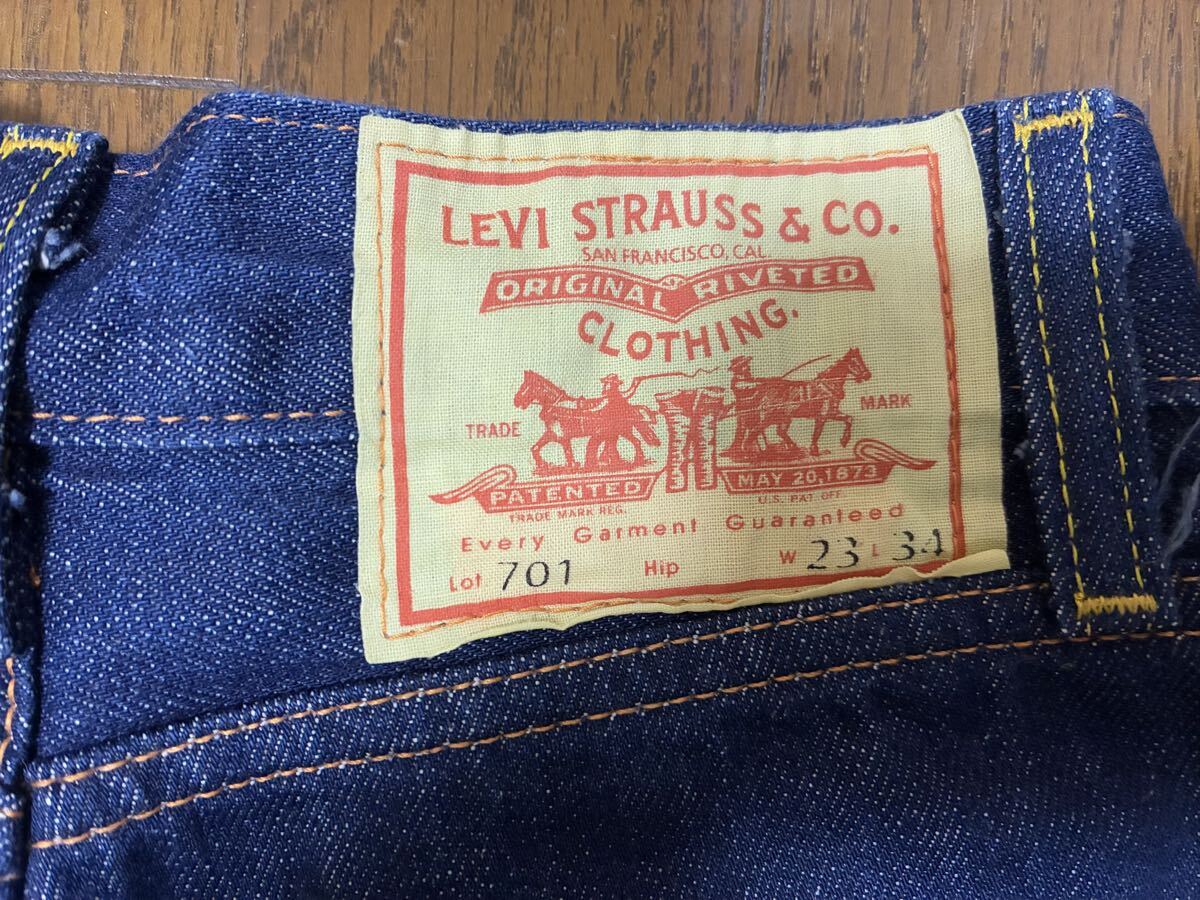 LEVI STRAUSS & CO.
SAN FRANCISCO, CAL.
ORIGINAL RIVETED
CLOTHING.
TRADE MARK
PATENTED MAY 20, 1873
TRADE MARK REG. U.S. PAT. OFF.
Every Garment Guaranteed
Lot 701 Hip W 23 L 34